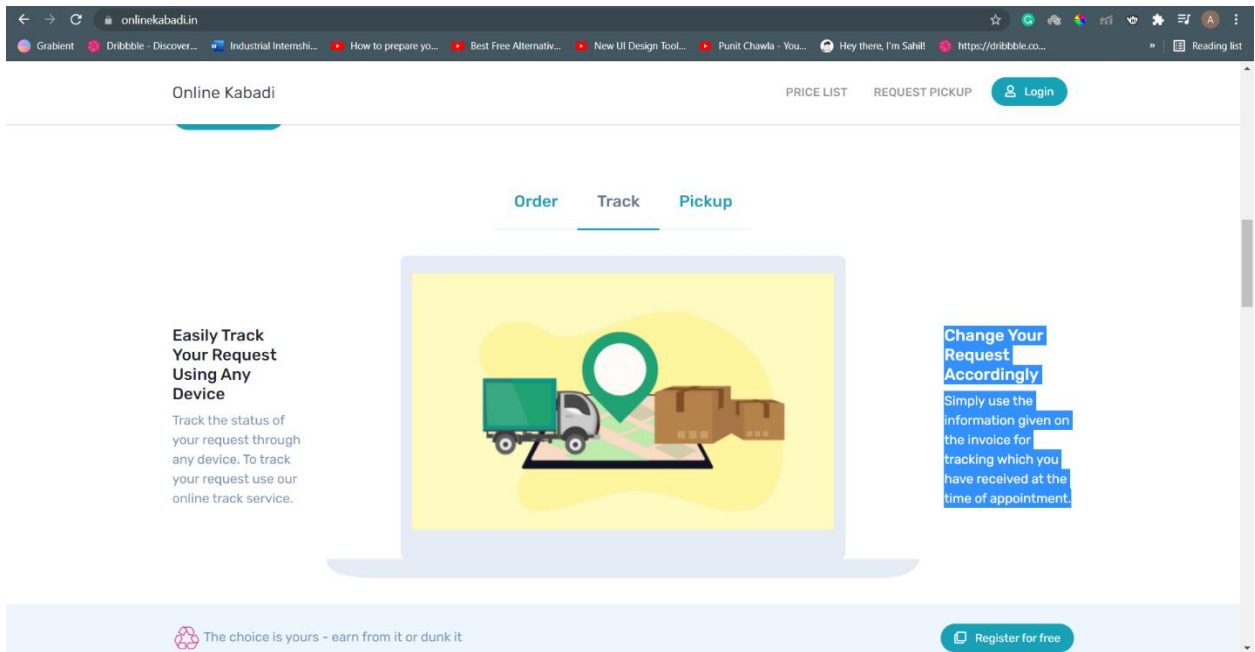 onlinekabadi.in
Grabient
Dribbble - Discover...
Industrial Internshi...
How to prepare yo...
Best Free Alternativ...
New UI Design Tool...
Punit Chawla - You...
Hey there, I'm Sahil!
https://dribbble.co...
»
Reading list
Online Kabadi
PRICE LIST
REQUEST PICKUP
Login
Order
Track
Pickup
Easily Track
Your Request
Using Any
Device
Track the status of
your request through
any device. To track
your request use our
online track service.
Change Your
Request
Accordingly
Simply use the
information given on
the invoice for
tracking which you
have received at the
time of appointment.
The choice is yours - earn from it or dunk it
Register for free